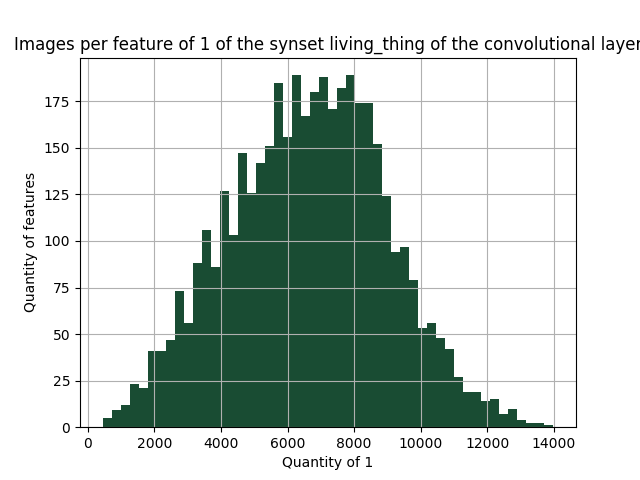 Images per feature of 1 of the synset living_thing of the convolutional layer
175
150
125
100
75
50
25
0
Quantity of features
0 2000 4000 6000 8000 10000 12000 14000
Quantity of 1